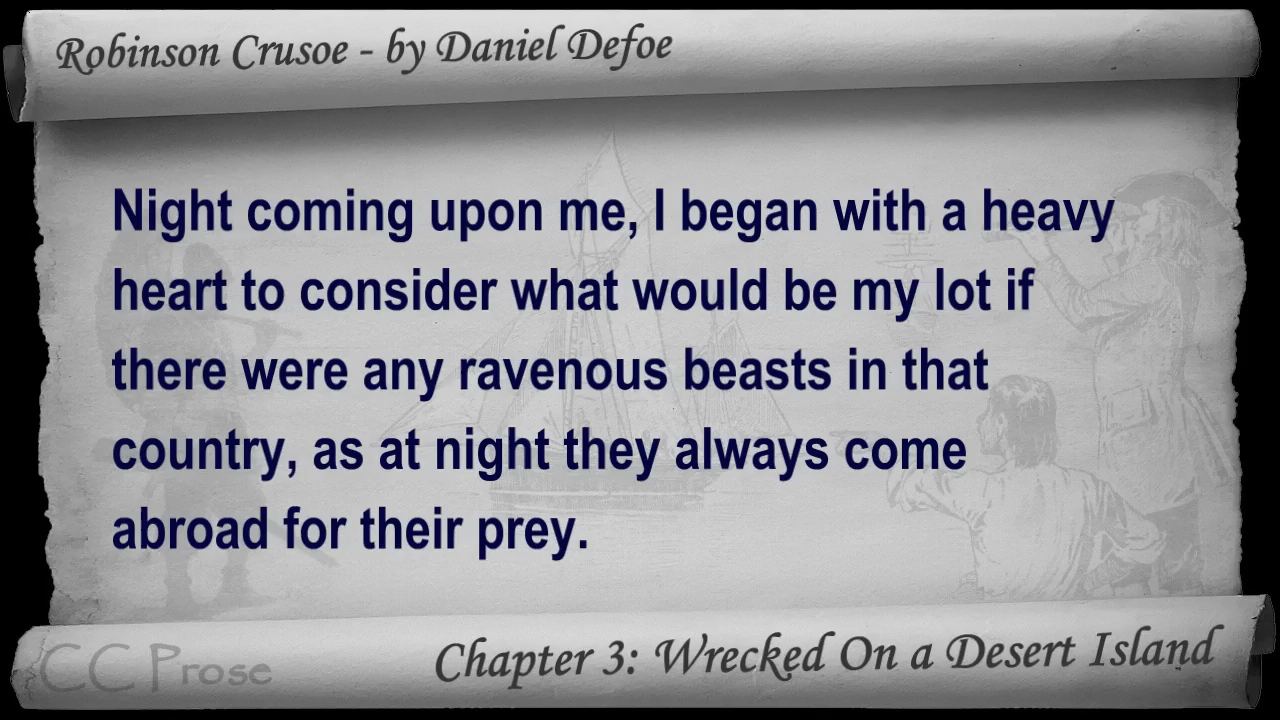 Robinson Crusoe - by Daniel Defoe
Night coming upon me, I began with a heavy
heart to consider what would be my lot if
there were any ravenous beasts in that
country, as at night they always come
abroad for their prey.
CC Prose
Chapter 3: Wrecked On a Desert Island